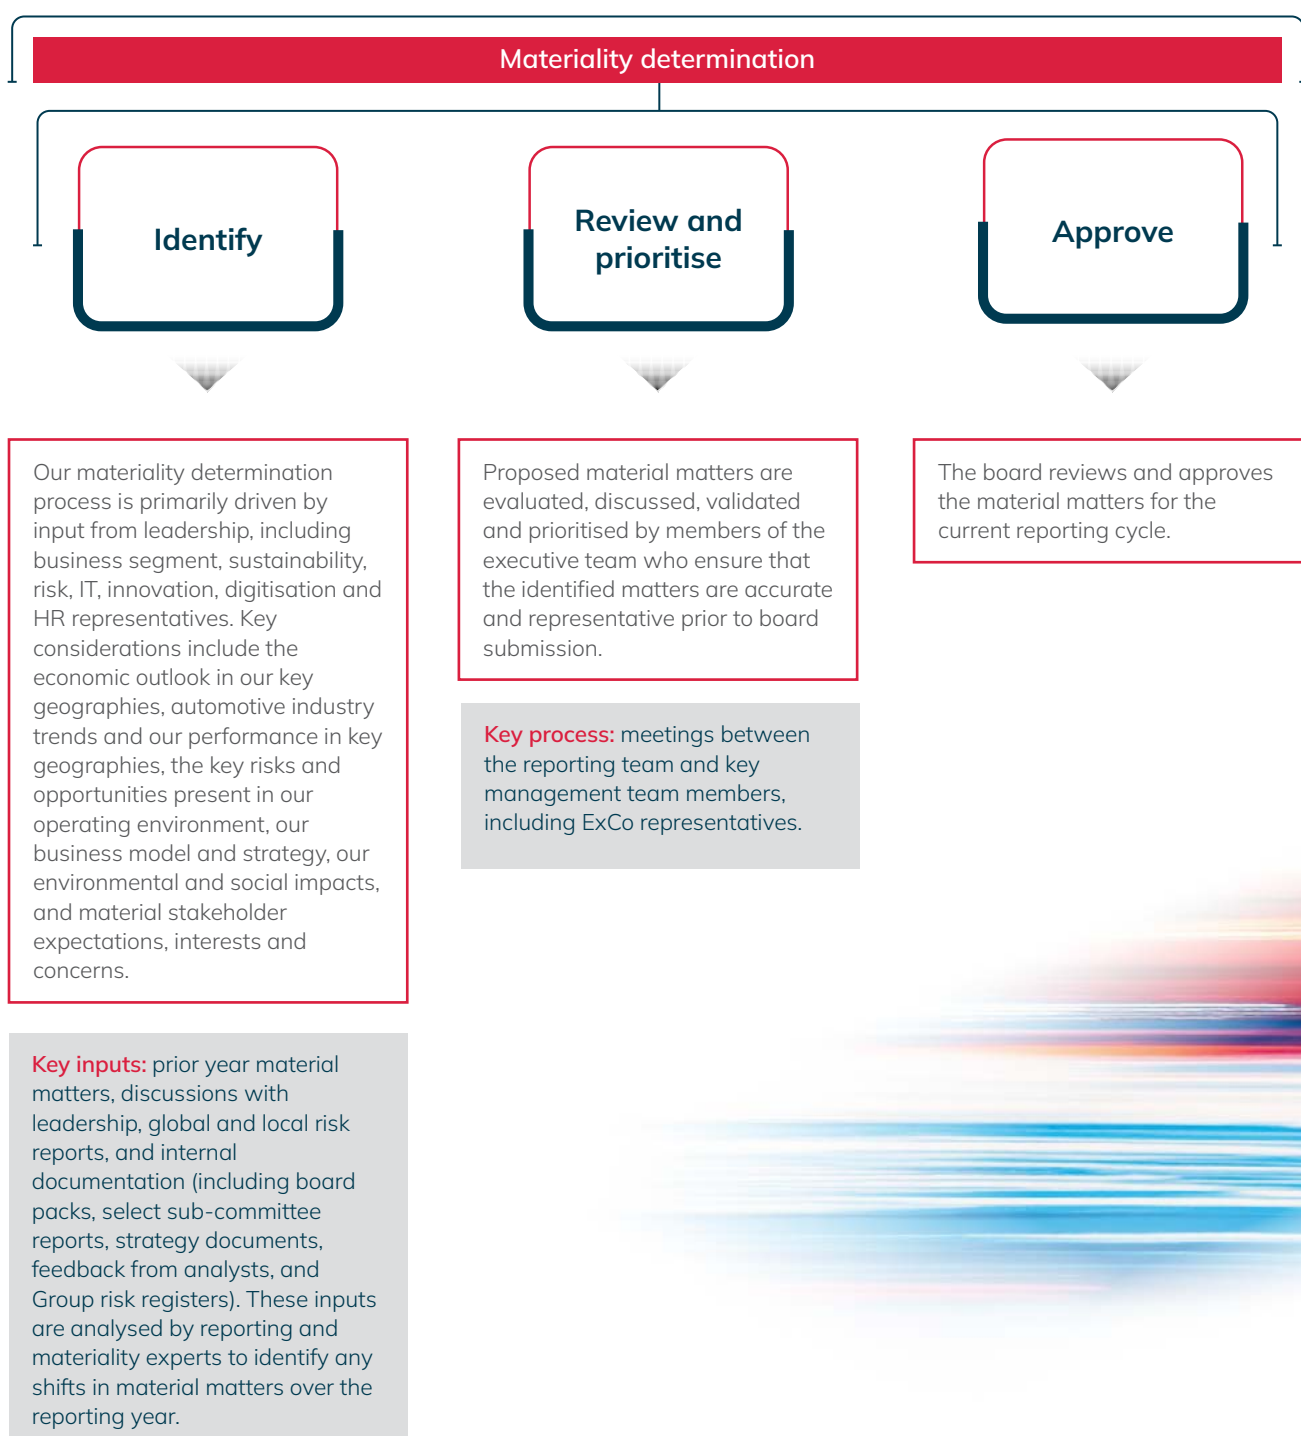 Materiality determination
Identify
Review and
prioritise
Approve
Our materiality determination
process is primarily driven by
input from leadership, including
business segment, sustainability,
risk, IT, innovation, digitisation and
HR representatives. Key
considerations include the
economic outlook in our key
geographies, automotive industry
trends and our performance in key
geographies, the key risks and
opportunities present in our
operating environment, our
business model and strategy, our
environmental and social impacts,
and material stakeholder
expectations, interests and
concerns.
Key inputs: prior year material
matters, discussions with
leadership, global and local risk
reports, and internal
documentation (including board
packs, select sub-committee
reports, strategy documents,
feedback from analysts, and
Group risk registers). These inputs
are analysed by reporting and
materiality experts to identify any
shifts in material matters over the
reporting year.
Proposed material matters are
evaluated, discussed, validated
and prioritised by members of the
executive team who ensure that
the identified matters are accurate
and representative prior to board
submission.
Key process: meetings between
the reporting team and key
management team members,
including ExCo representatives.
The board reviews and approves
the material matters for the
current reporting cycle.